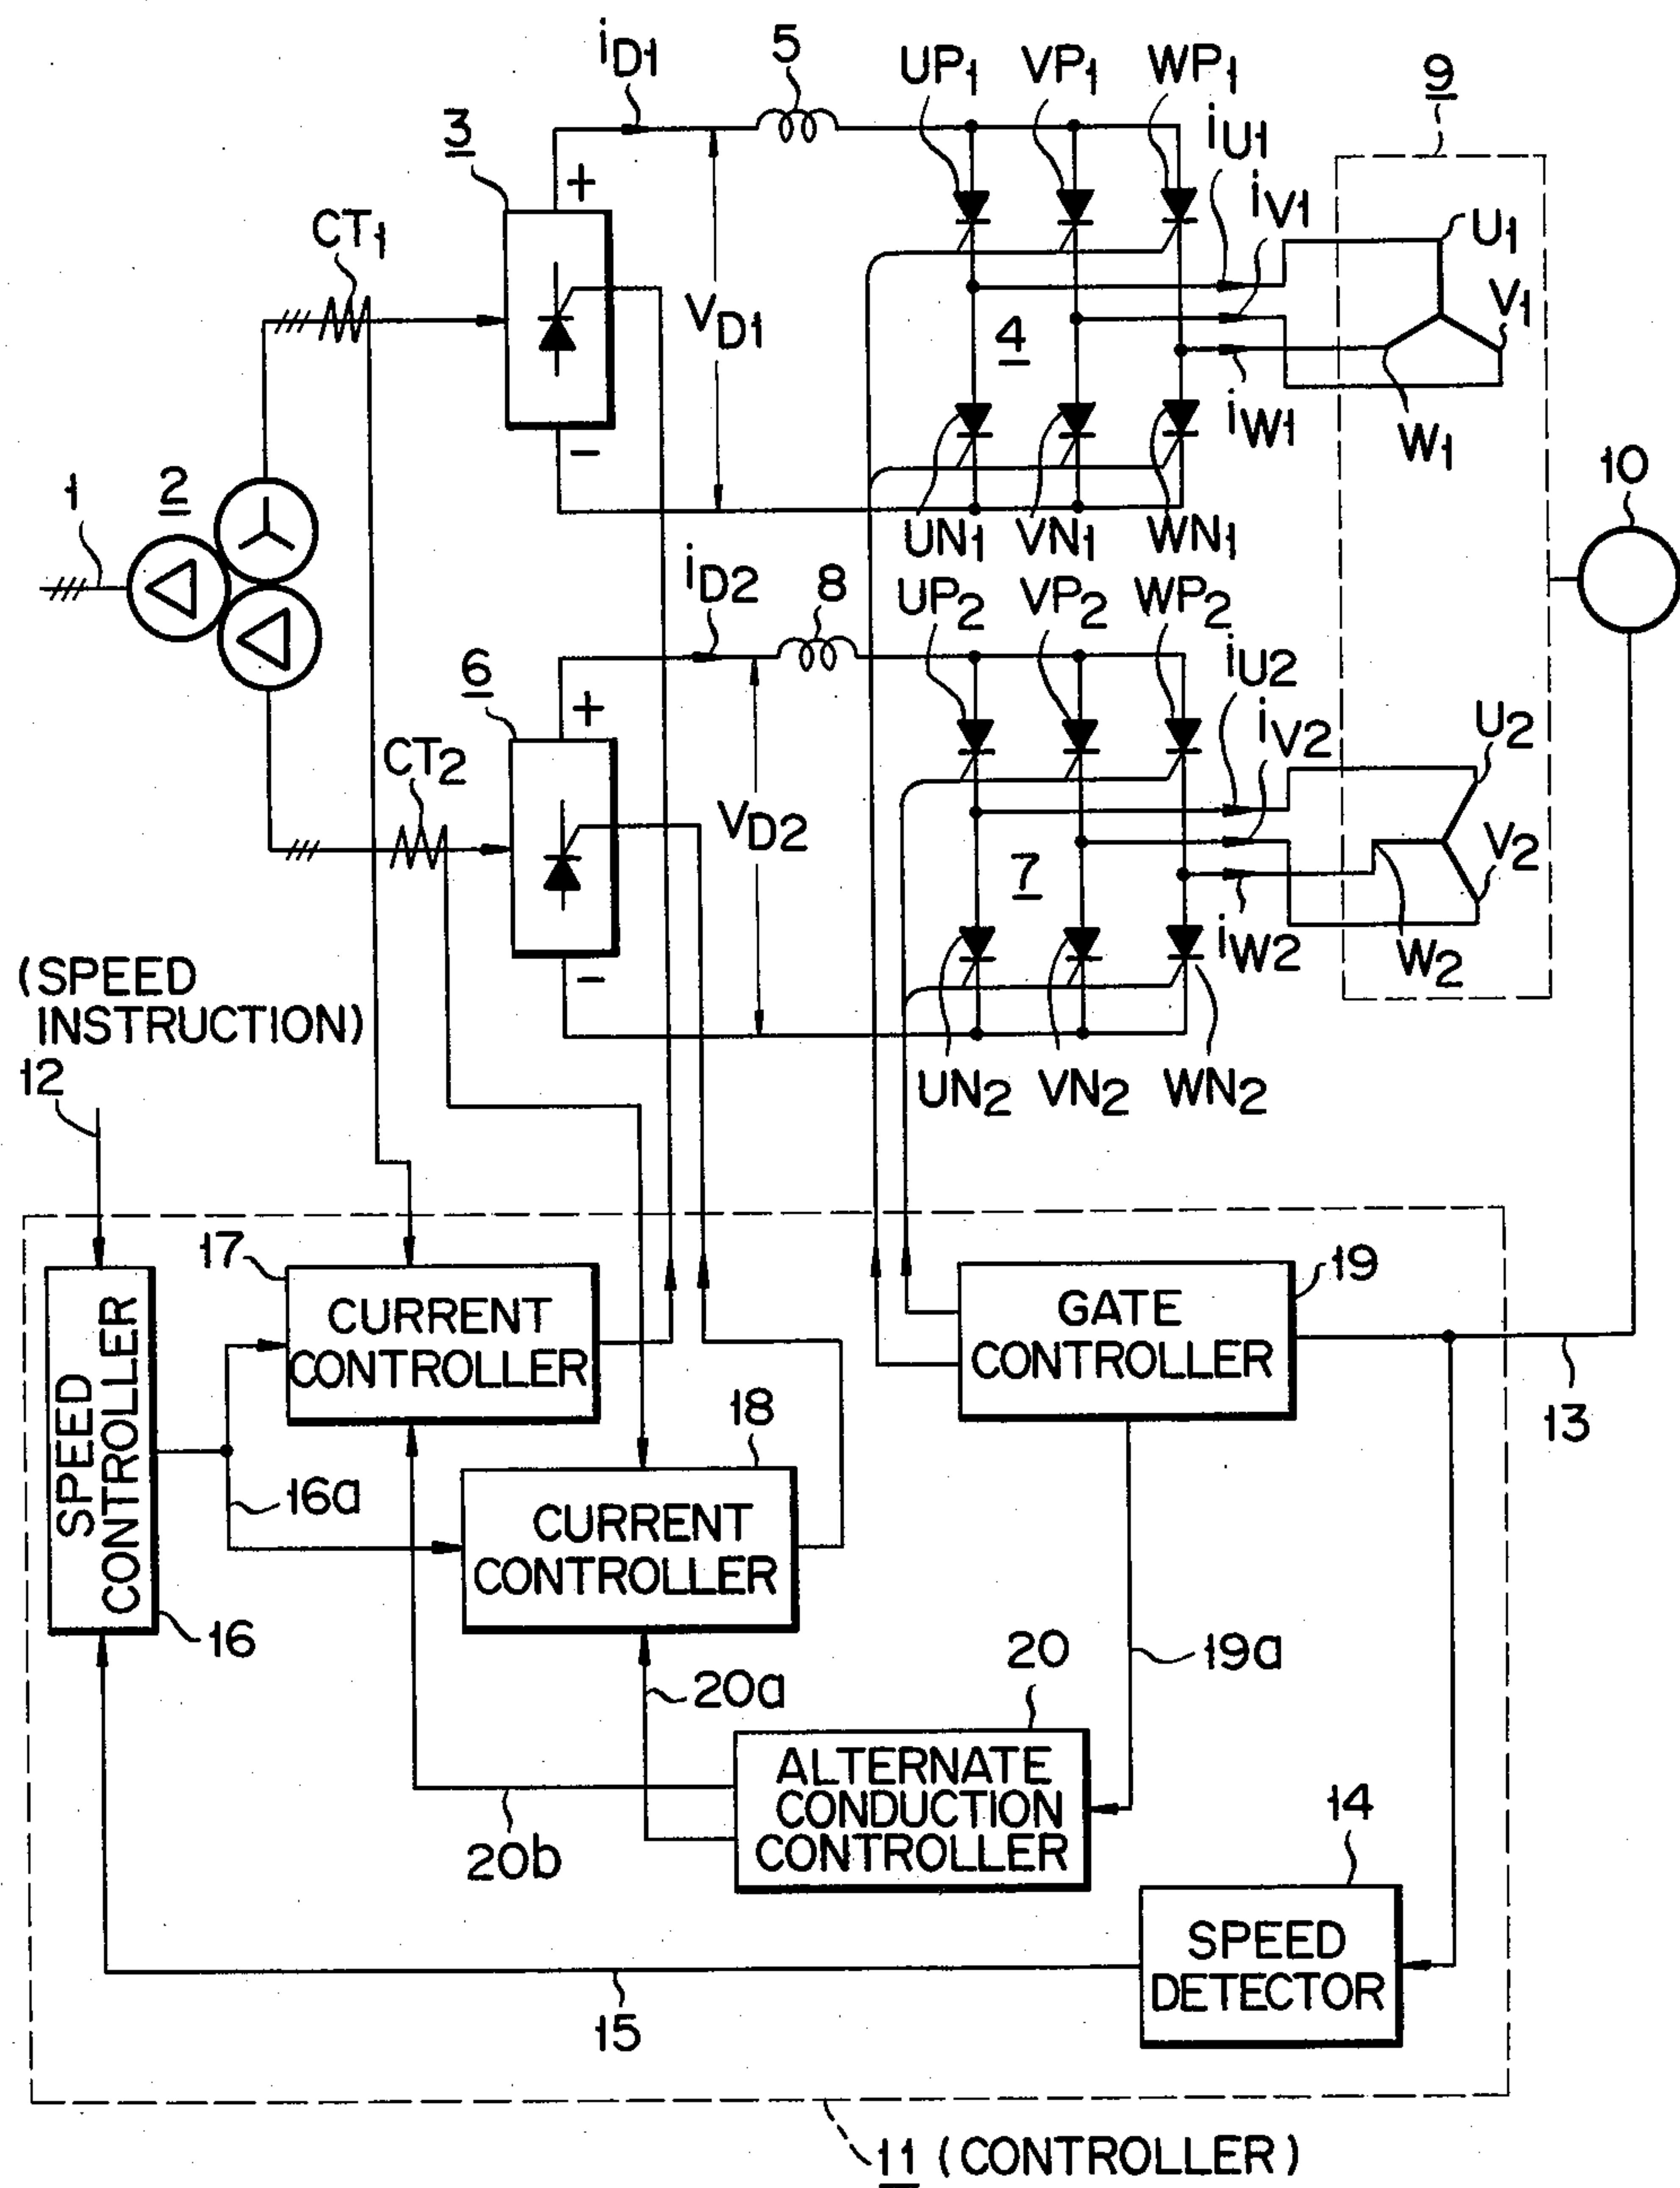 iD1
5
UP1
VP1
WP1
9
3
iU1
+
iV1
CT1
U1
VD1
V1
4
iW1
W1
-
10
1
2
UN1
VN1
WN1
iD2
8
UP2
VP2
WP2
6
iU2
+
iV2
U2
CT2
VD2
V2
7
iW2
W2
-
(SPEED
INSTRUCTION)
12
UN2
VN2
WN2
17
19
CURRENT
CONTROLLER
GATE
CONTROLLER
SPEED
CONTROLLER
18
13
16a
CURRENT
CONTROLLER
16
20
19a
20a
ALTERNATE
CONDUCTION
CONTROLLER
14
20b
SPEED
DETECTOR
15
11 (CONTROLLER)